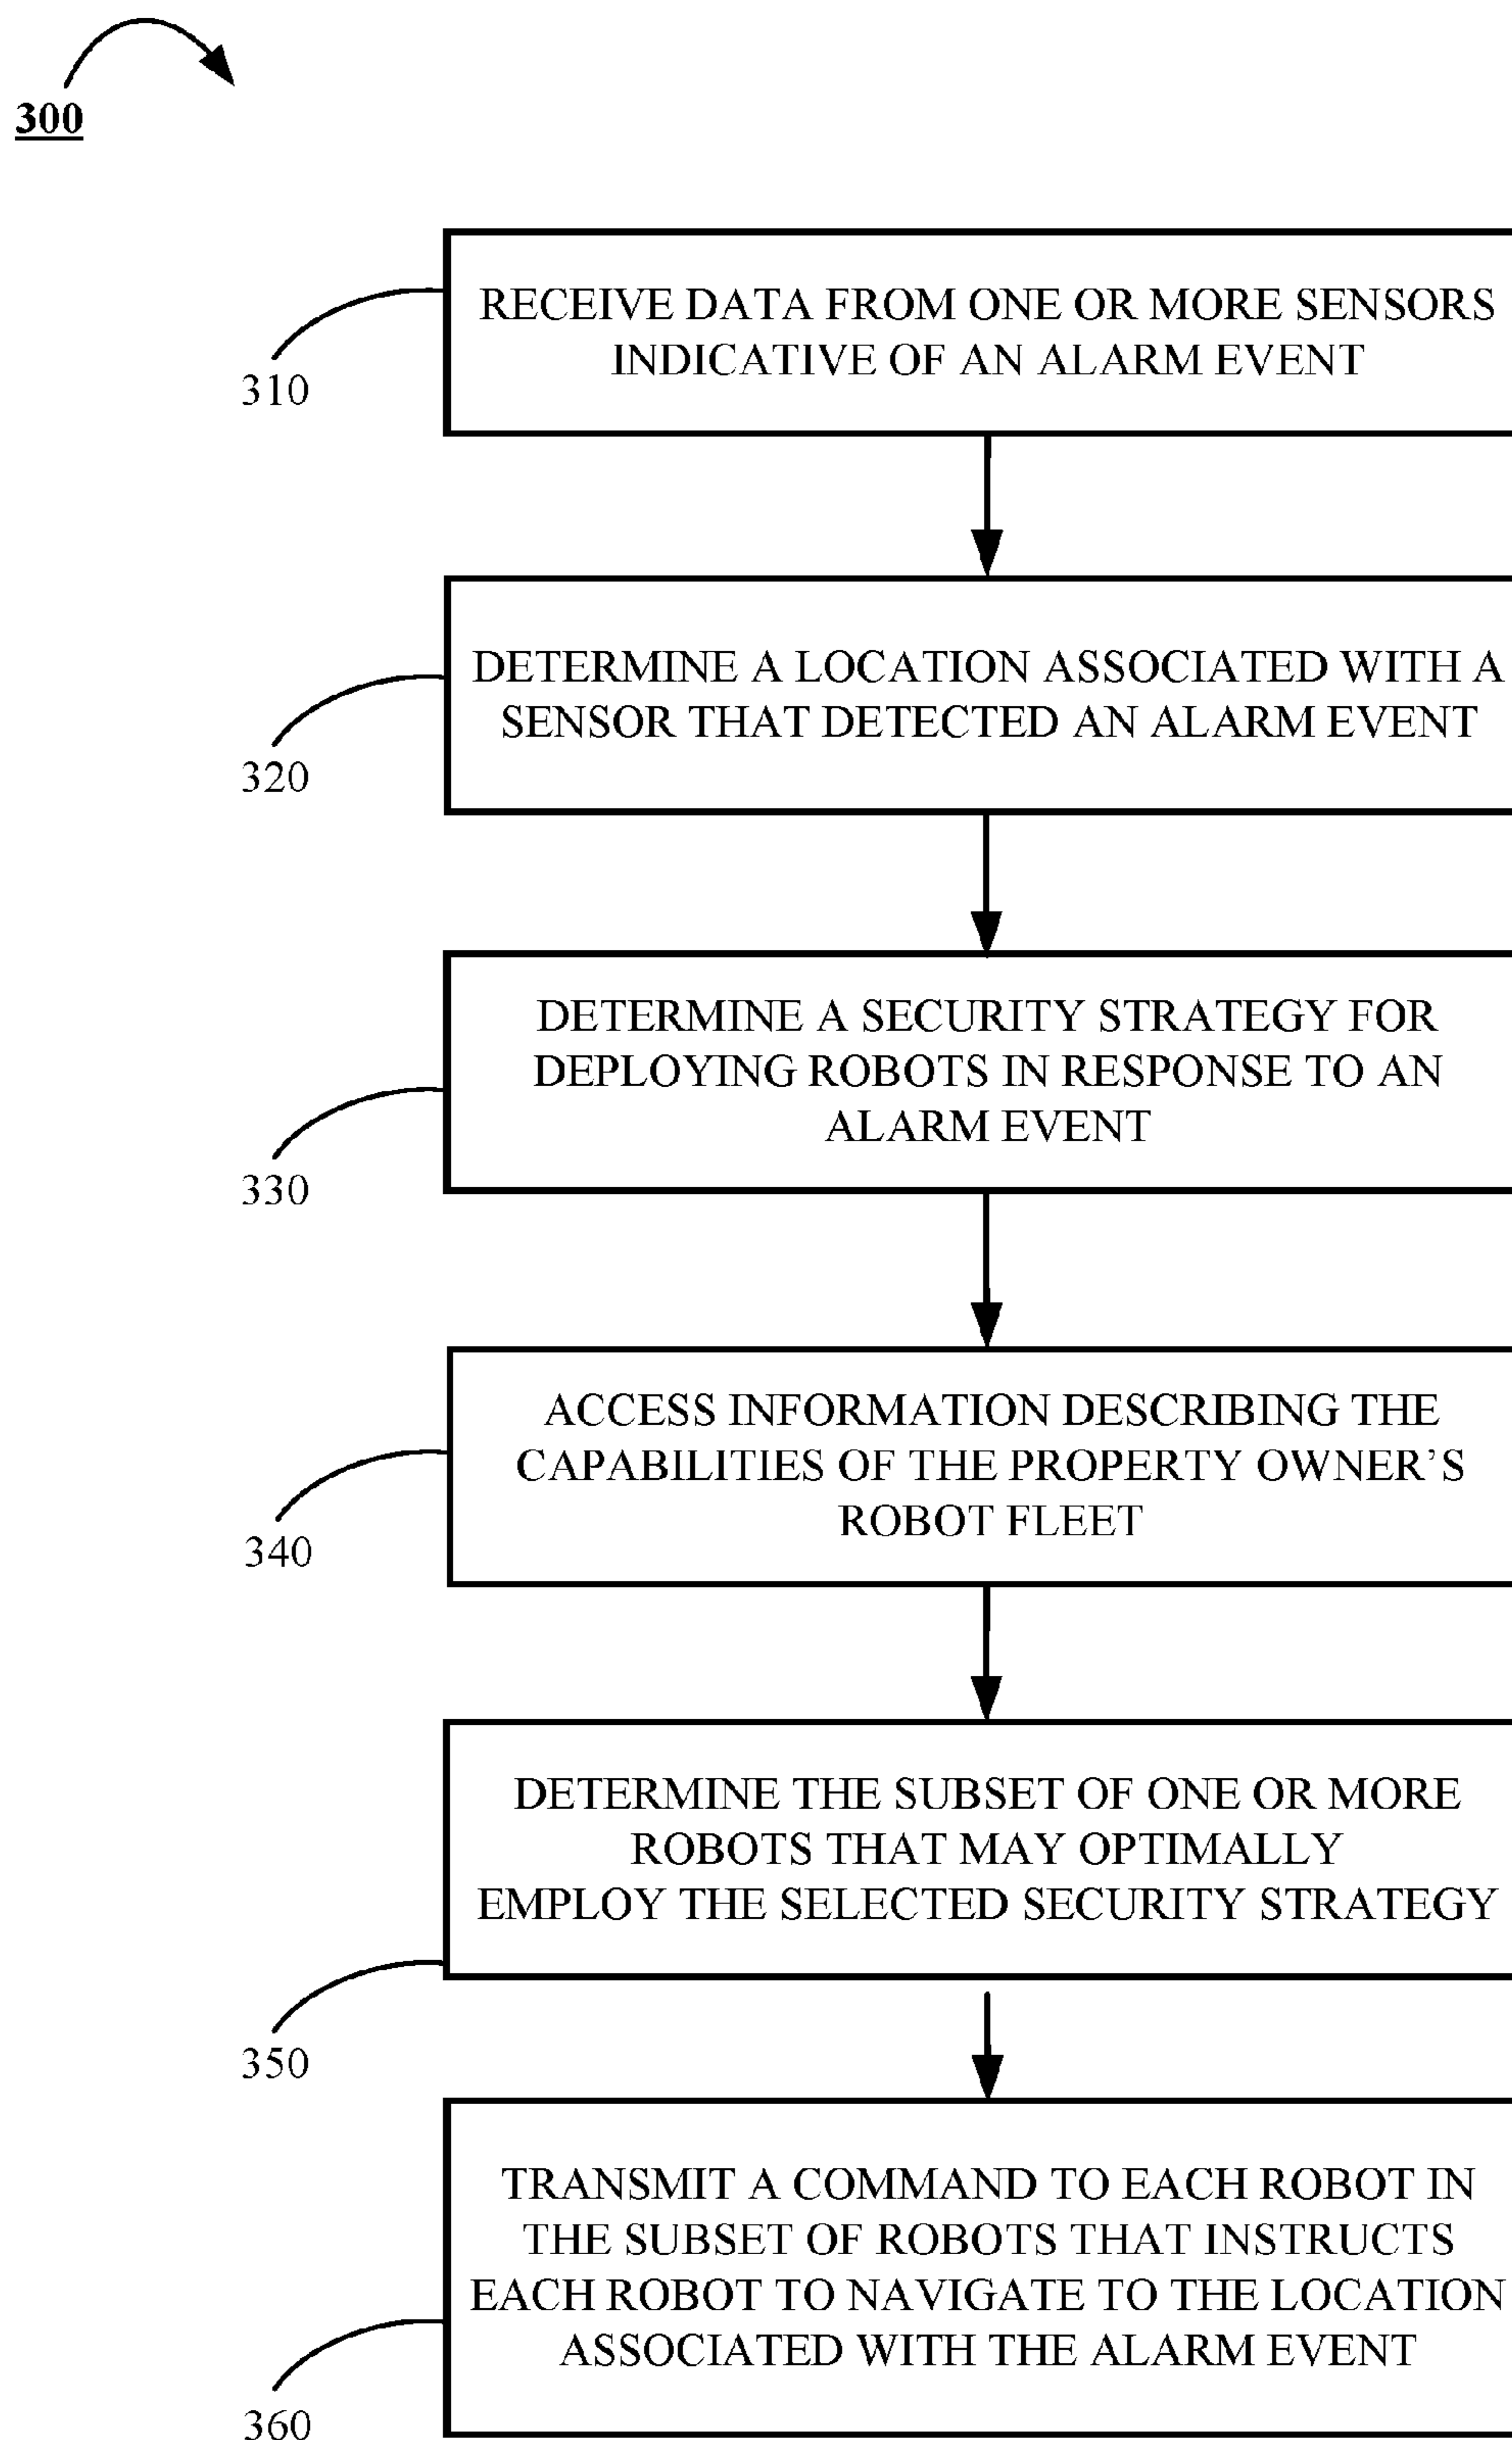 300
RECEIVE DATA FROM ONE OR MORE SENSORS
INDICATIVE OF AN ALARM EVENT
310
DETERMINE A LOCATION ASSOCIATED WITH A
SENSOR THAT DETECTED AN ALARM EVENT
320
DETERMINE A SECURITY STRATEGY FOR
DEPLOYING ROBOTS IN RESPONSE TO AN
ALARM EVENT
330
ACCESS INFORMATION DESCRIBING THE
CAPABILITIES OF THE PROPERTY OWNER'S
ROBOT FLEET
340
DETERMINE THE SUBSET OF ONE OR MORE
ROBOTS THAT MAY OPTIMALLY
EMPLOY THE SELECTED SECURITY STRATEGY
350
TRANSMIT A COMMAND TO EACH ROBOT IN
THE SUBSET OF ROBOTS THAT INSTRUCTS
EACH ROBOT TO NAVIGATE TO THE LOCATION
ASSOCIATED WITH THE ALARM EVENT
360